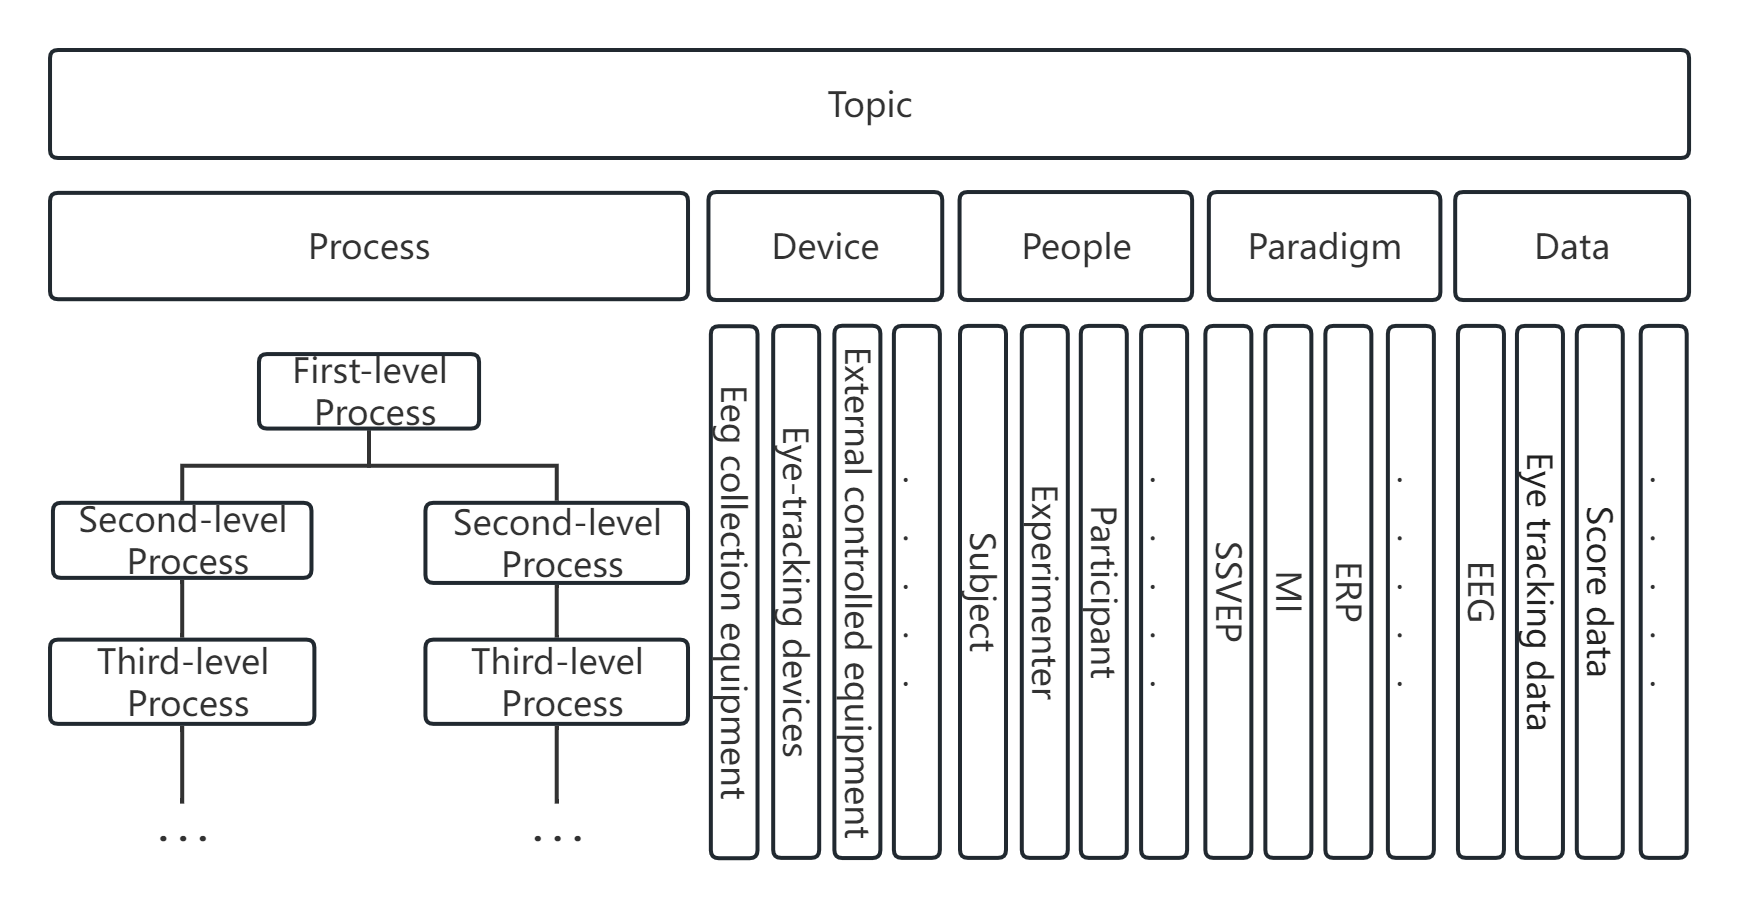 Topic
Process
Device
People
Paradigm
Data
First-level
Process
Second-level
Process
Second-level
Process
Third-level
Process
Third-level
Process
...
...
Eeg collection equipment
Eye-tracking devices
External controlled equipment
.....
Subject
Experimenter
Participant
.....
SSVEP
MI
ERP
.....
EEG
Eye tracking data
Score data
.....